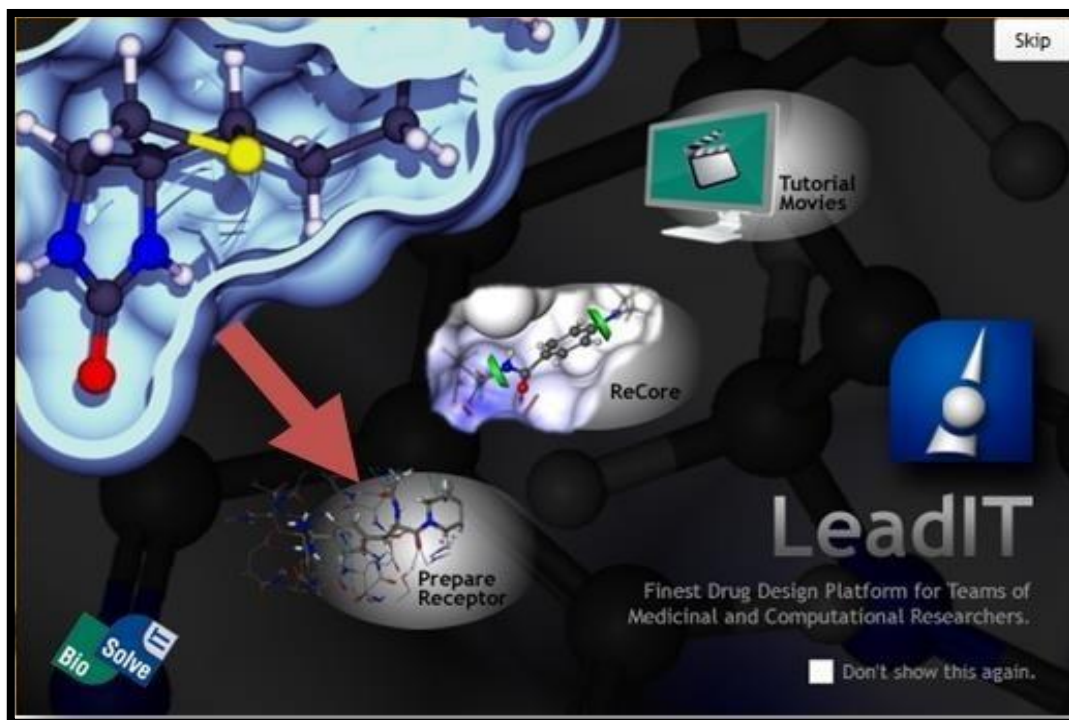 Skip
Tutorial
Movies
ReCore
Prepare
Receptor
LeadIT
Finest Drug Design Platform for Teams of
Medicinal and Computational Researchers.
Bio
Solve
IT
Don't show this again.